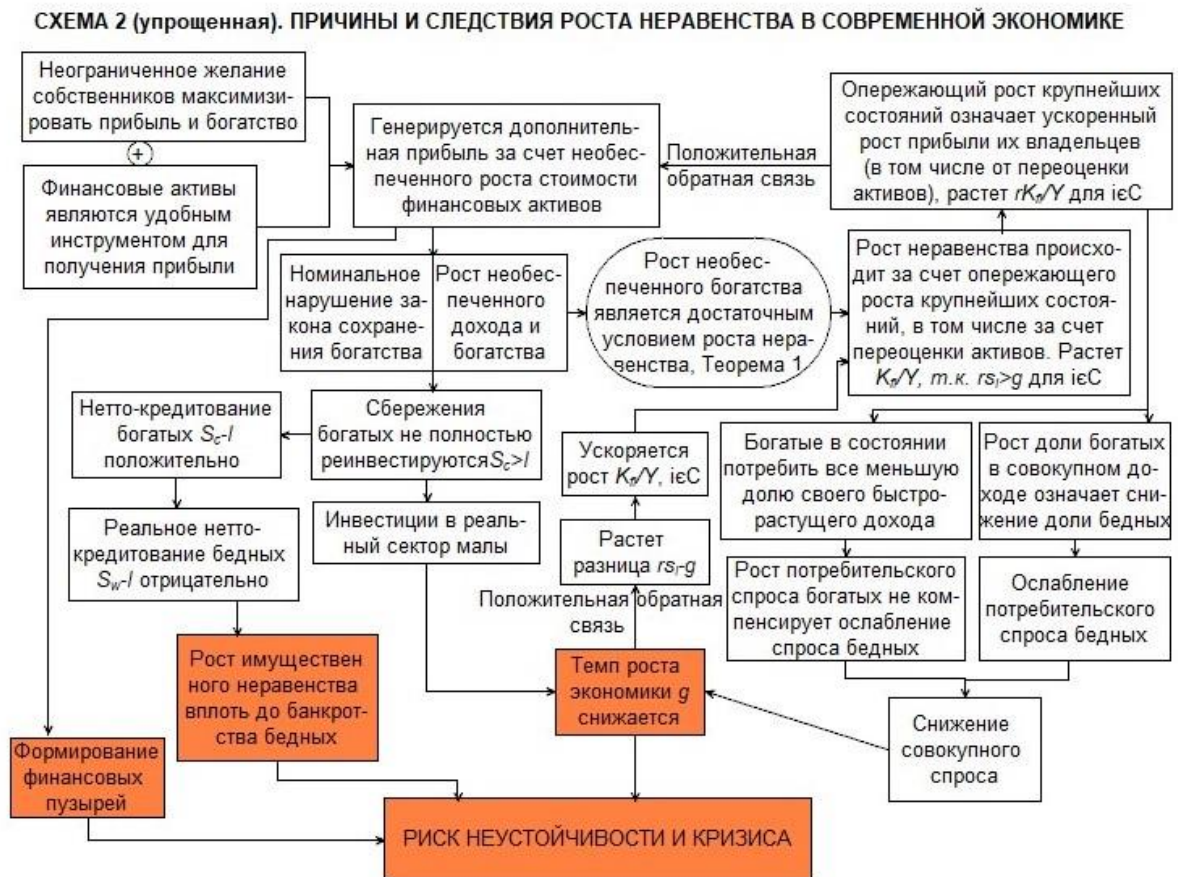 СХЕМА 2 (упрощенная). ПРИЧИНЫ И СЛЕДСТВИЯ РОСТА НЕРАВЕНСТВА В СОВРЕМЕННОЙ ЭКОНОМИКЕ
Неограниченное желание
собственников максимизи-
ровать прибыль и богатство
+
Финансовые активы
являются удобным
инструментом для
получения прибыли
Генерируется дополнитель-
ная прибыль за счет необес-
печенного роста стоимости
финансовых активов
Положительная
обратная связь
Опережающий рост крупнейших
состояний означает ускоренный
рост прибыли их владельцев
(в том числе от переоценки
активов), растет rKfi/Y для iєC
Номинальное
нарушение за-
кона сохране-
ния богатства
Рост необес-
печенного
дохода и
богатства
Рост необес-
печенного богатства
является достаточным
условием роста нера-
венства, Теорема 1
Рост неравенства происхо-
дит за счет опережающего
роста крупнейших состоя-
ний, в том числе за счет
переоценки активов. Растет
Kfi/Y, т.к. rsi>g для iєC
Нетто-кредитование
богатых Sc-I
положительно
Сбережения
богатых не полностью
реинвестируютсяSc>I
Ускоряется
рост Kfi/Y, iєC
Богатые в состоянии
потребить все меньшую
долю своего быстро-
растущего дохода
Рост доли богатых
в совокупном до-
ходе означает сни-
жение доли бедных
Реальное нетто-
кредитование бедных
Sw-I отрицательно
Инвестиции в реаль-
ный сектор малы
Растет
разница rsi-g
Положительная обратная
связь
Рост потребительского
спроса богатых не ком-
пенсирует ослабление
спроса бедных
Ослабление
потребительского
спроса бедных
Рост имуществен
ного неравенства
вплоть до банкрот-
ства бедных
Темп роста
экономики g
снижается
Снижение
совокупного
спроса
Формирование
финансовых
пузырей
РИСК НЕУСТОЙЧИВОСТИ И КРИЗИСА